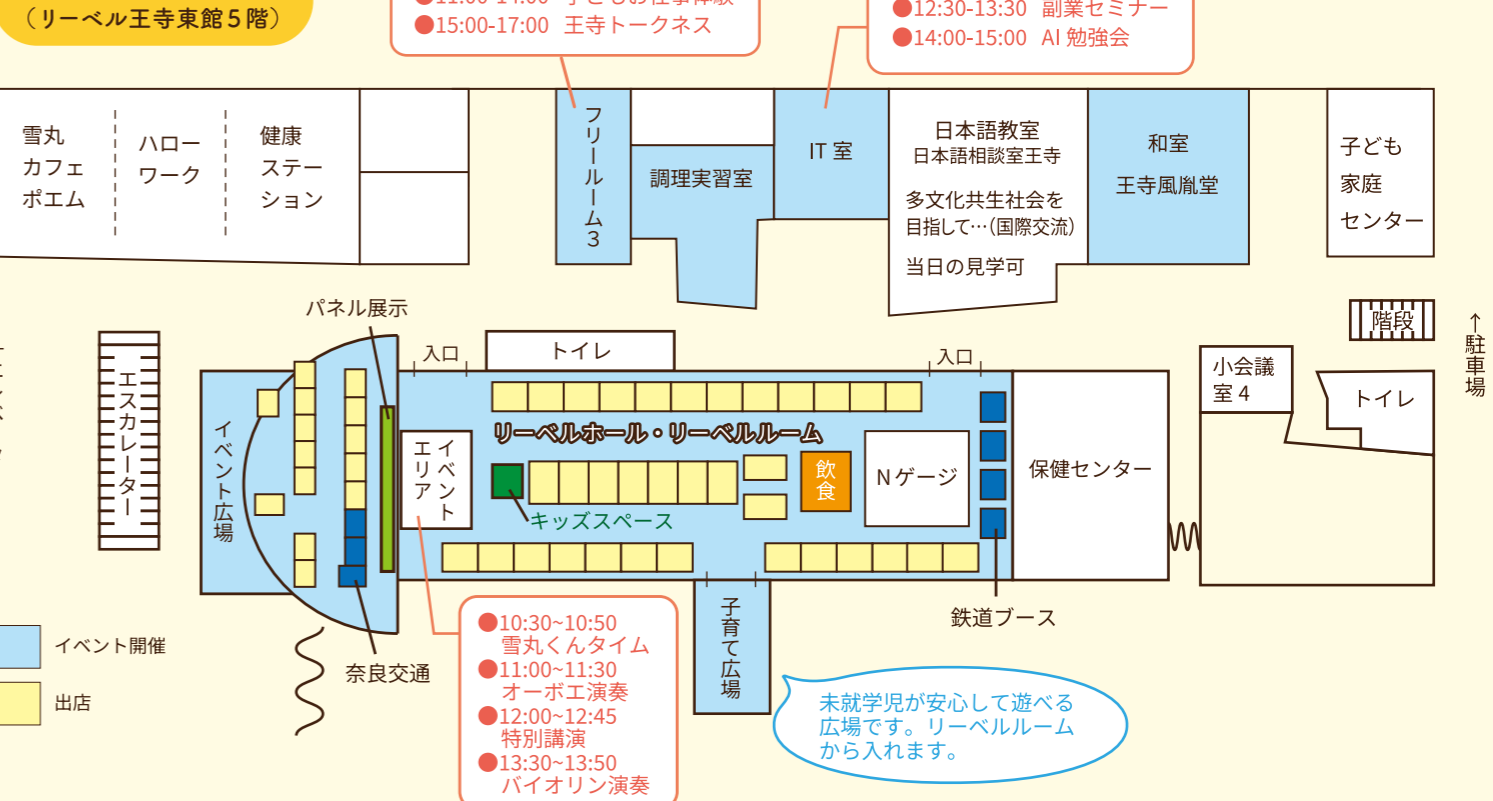 （リーベル王寺東館５階）
●15:00-17:00 王寺トークネス
●12:30-13:30 副業セミナー
●14:00-15:00 AI 勉強会
雪丸
カフェ
ポエム
ハロー
ワーク
健康
ステー
ション
フリールーム３
調理実習室
IT 室
日本語教室
日本語相談室王寺
多文化共生社会を
目指して…（国際交流）
当日の見学可
和室
王寺風胤堂
子ども
家庭
センター
パネル展示
入口
トイレ
入口
階段
↑駐車場
エスカレーター
イベント広場
イベント
エリア
リーベルホール・リーベルルーム
キッズスペース
飲食
N ゲージ
保健センター
小会議
室 4
トイレ
鉄道ブース
奈良交通
子育て広場
イベント開催
出店
●10:30~10:50
雪丸くんタイム
●11:00~11:30
オーボエ演奏
●12:00~12:45
特別講演
●13:30~13:50
バイオリン演奏
未就学児が安心して遊べる
広場です。リーベルルーム
から入れます。